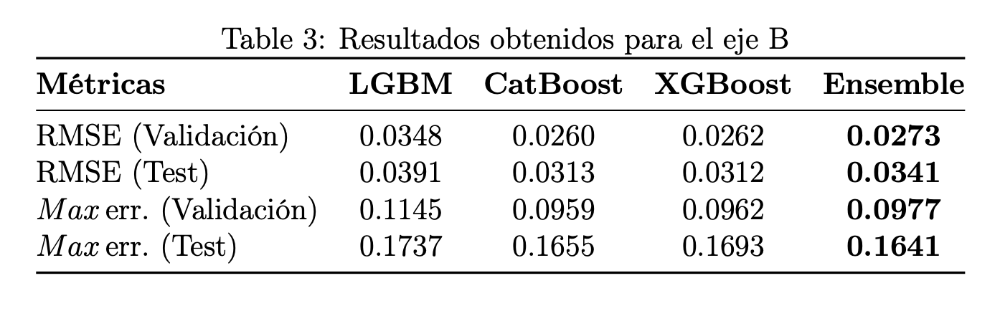 Table 3: Resultados obtenidos para el eje B
Métricas LGBM CatBoost XGBoost Ensemble
RMSE (Validación) 0.0348 0.0260 0.0262 0.0273
RMSE (Test) 0.0391 0.0313 0.0312 0.0341
Max err. (Validación) 0.1145 0.0959 0.0962 0.0977
Max err. (Test) 0.1737 0.1655 0.1693 0.1641